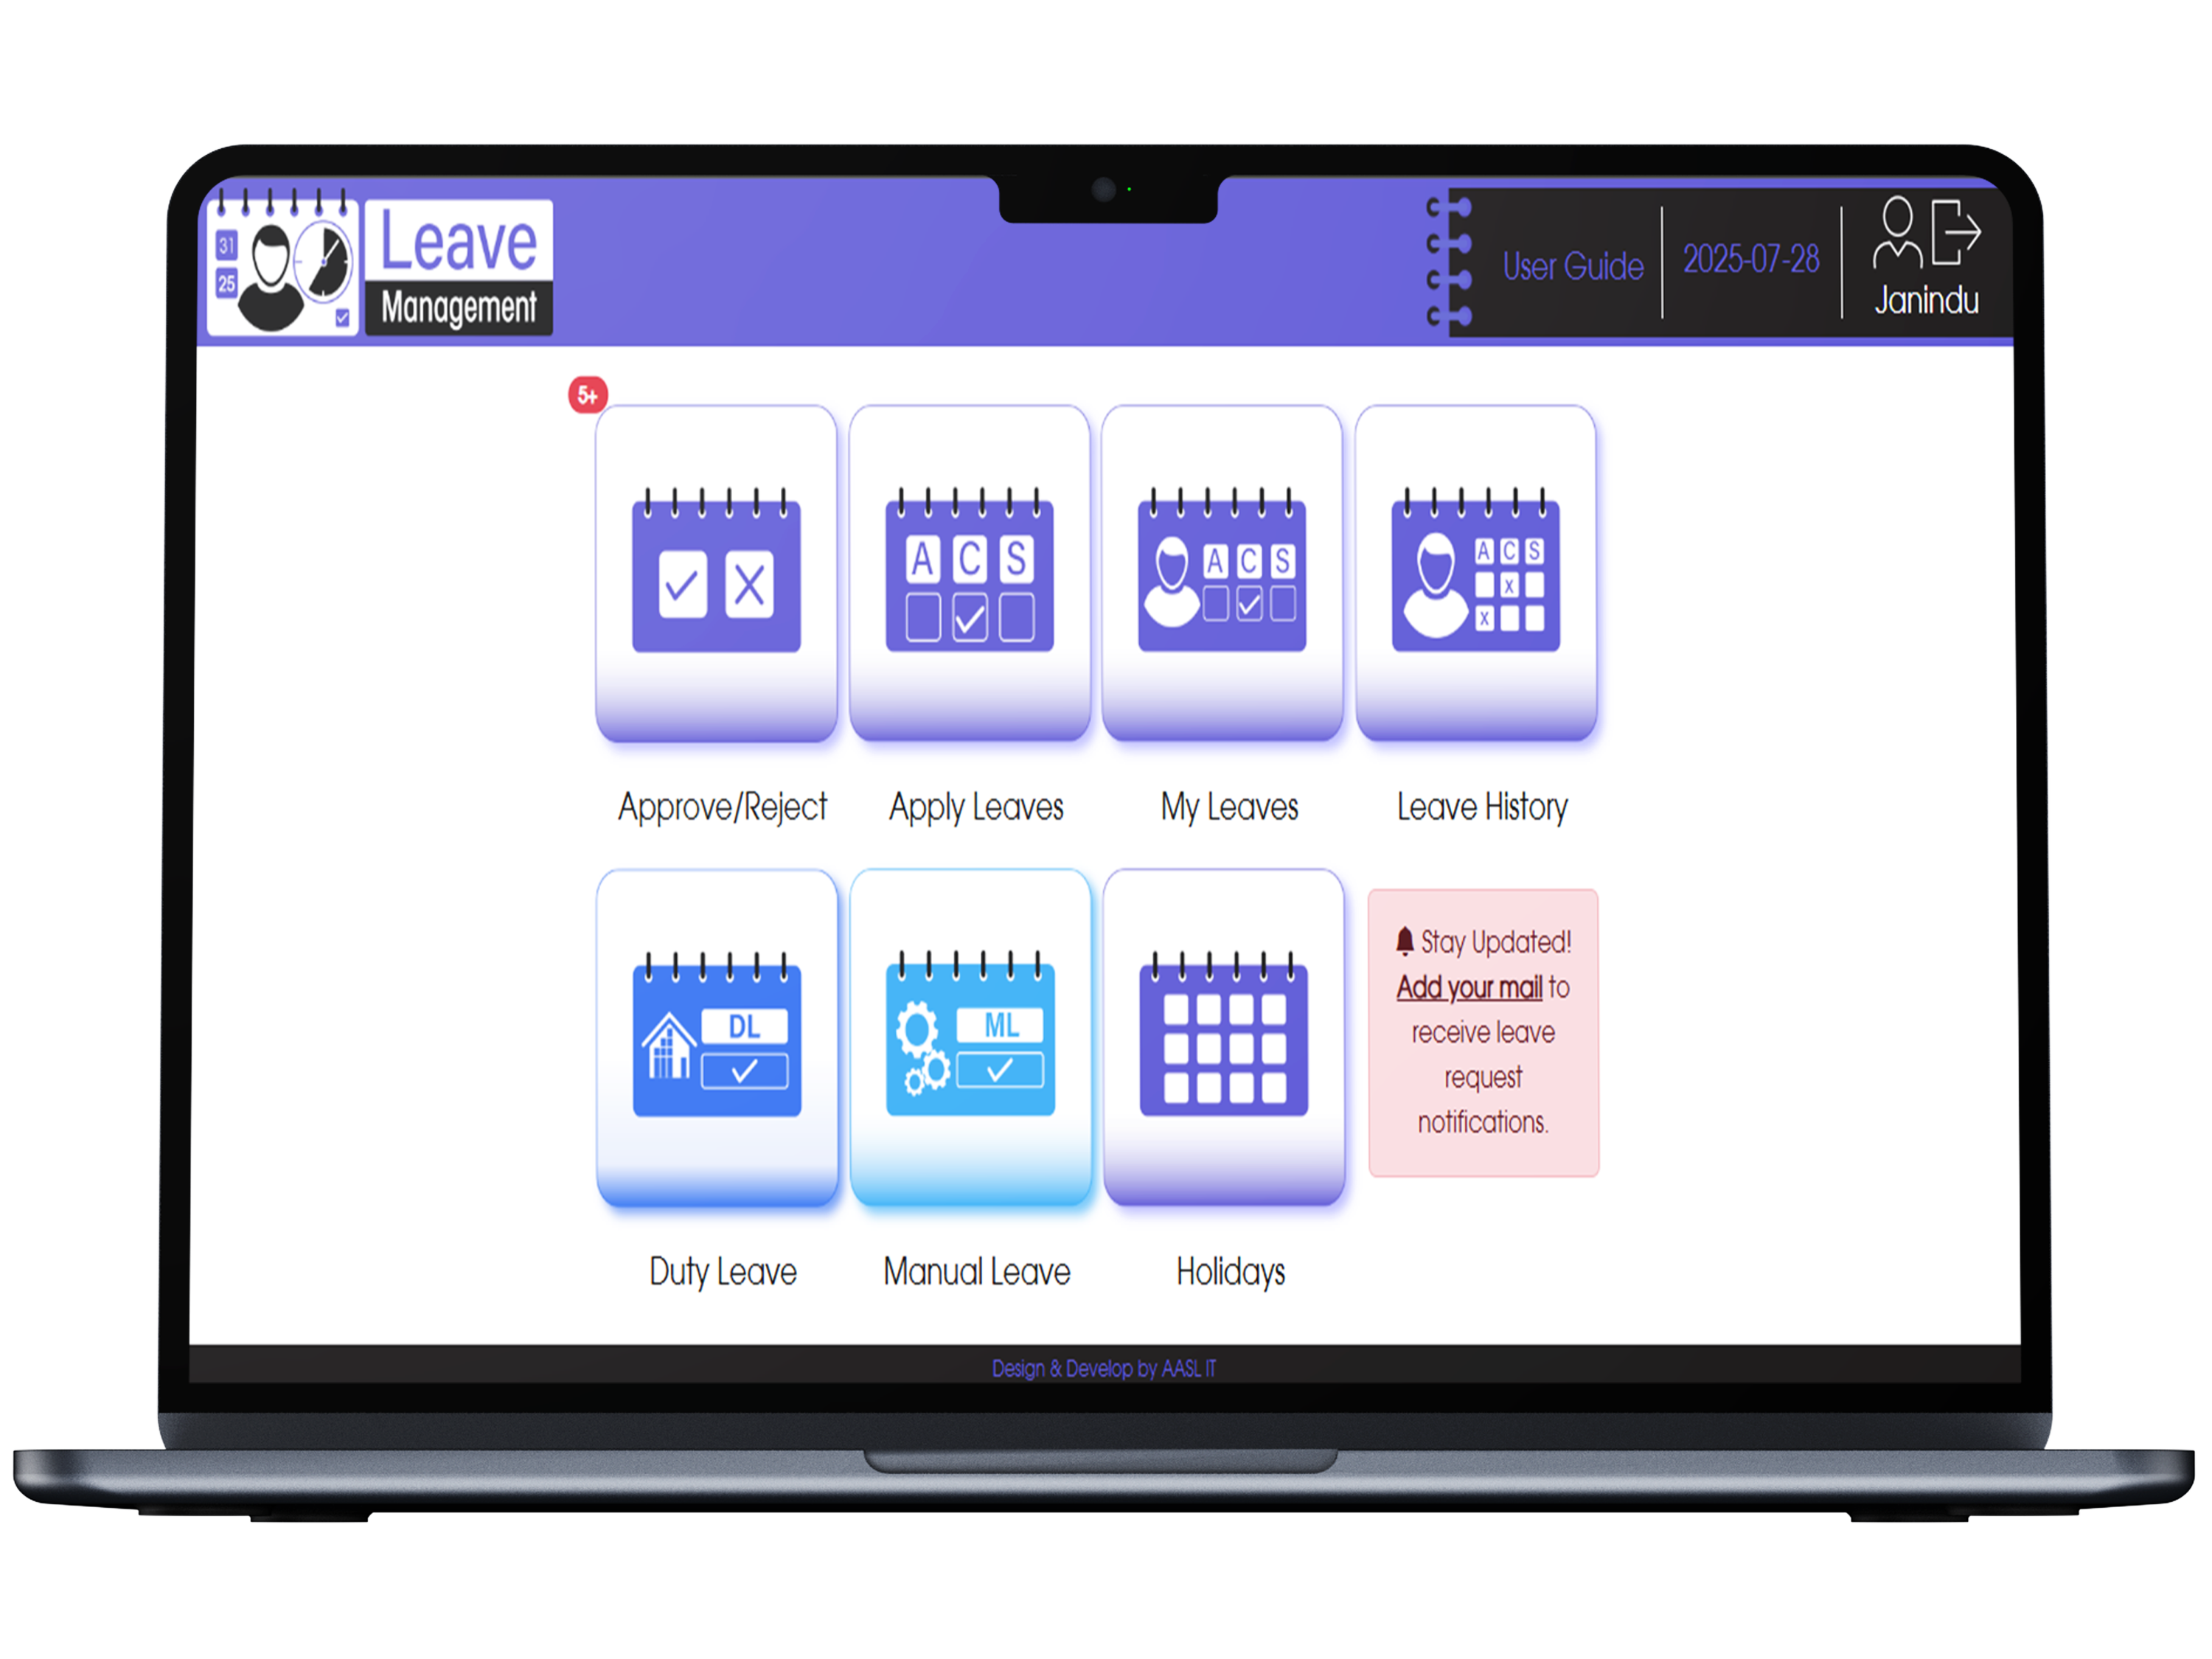 31
25
Leave
Management
User Guide
2025-07-28
Janindu
5+
A C S
A C S
A C S
x
x
Approve/Reject
Apply Leaves
My Leaves
Leave History
DL
ML
Stay Updated!
Add your mail to
receive leave
request
notifications.
Duty Leave
Manual Leave
Holidays
Design & Develop by AASL IT